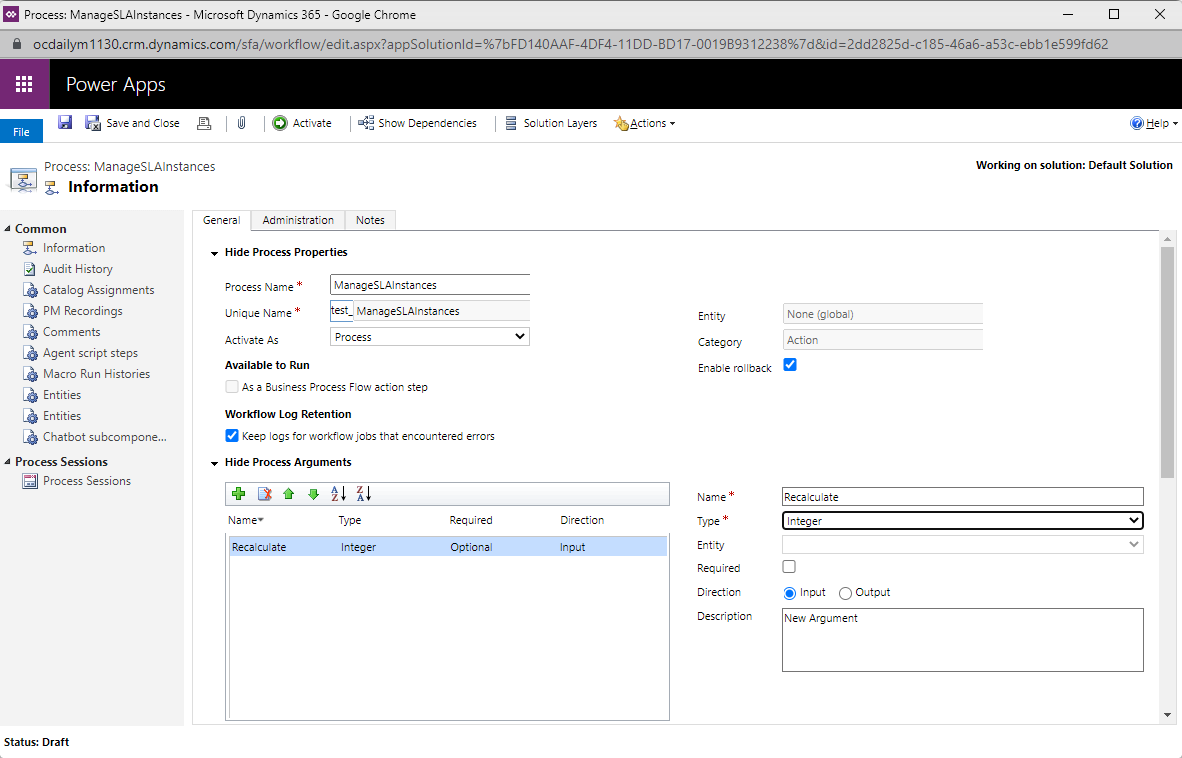 Process: ManageSLAInstances - Microsoft Dynamics 365 - Google Chrome
ocdailym1130.crm.dynamics.com/sfa/workflow/edit.aspx?appSolutionId=%7bFD140AAF-4DF4-11DD-BD17-0019B9312238%7d&id=2dd2825d-c185-46a6-a53c-ebb1e599fd62
Power Apps
File Save and Close Activate Show Dependencies Solution Layers Actions Help
Process: ManageSLAInstances
Information
Working on solution: Default Solution
Common
Information
Audit History
Catalog Assignments
PM Recordings
Comments
Agent script steps
Macro Run Histories
Entities
Entities
Chatbot subcompone...
Process Sessions
Process Sessions
General Administration Notes
Hide Process Properties
Process Name * ManageSLAInstances
Unique Name * test_ ManageSLAInstances
Activate As Process
Available to Run
As a Business Process Flow action step
Workflow Log Retention
Keep logs for workflow jobs that encountered errors
Entity None (global)
Category Action
Enable rollback
Hide Process Arguments
Name Type Required Direction
Recalculate Integer Optional Input
Name * Recalculate
Type * Integer
Entity
Required
Direction Input Output
Description New Argument
Status: Draft